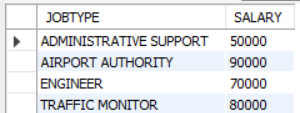 JOBTYPE SALARY
ADMINISTRATIVE SUPPORT 50000
AIRPORT AUTHORITY 90000
ENGINEER 70000
TRAFFIC MONITOR 80000